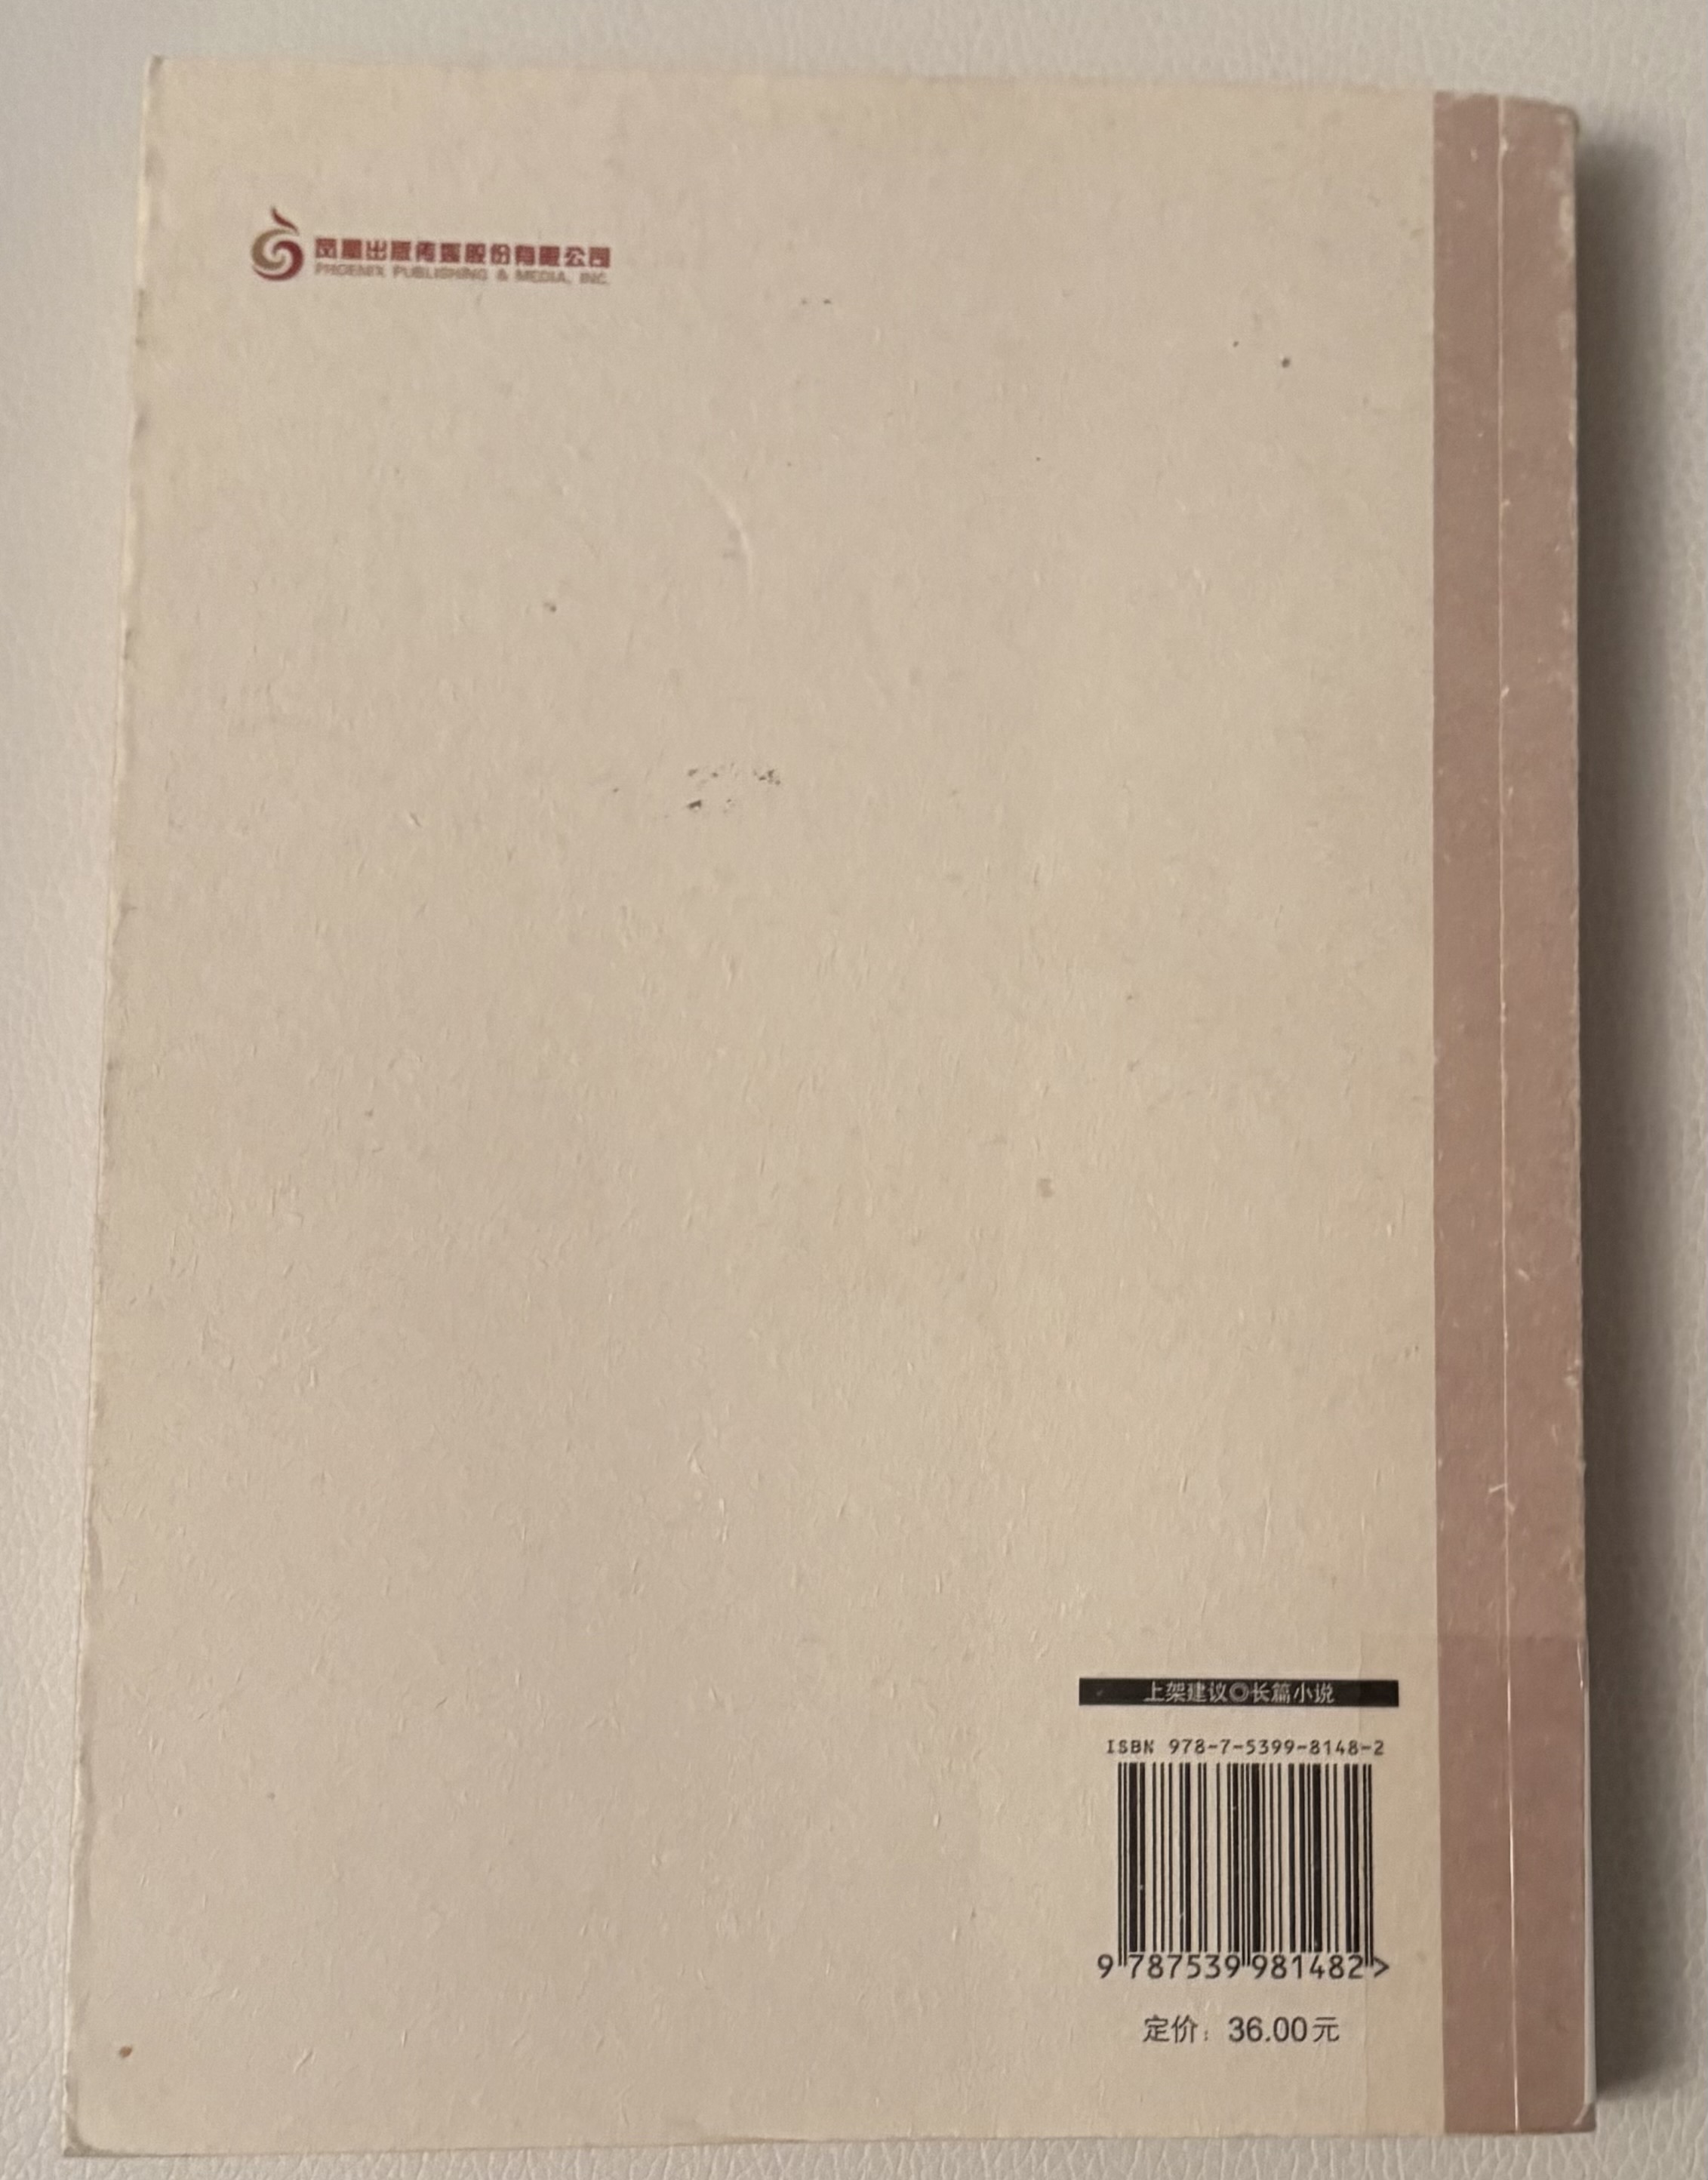 凤凰出版传媒股份有限公司
PHOENIX PUBLISHING & MEDIA, INC.
上架建议◎长篇小说
ISBN 978-7-5399-8148-2
9 787539 981482 >
定价：36.00元